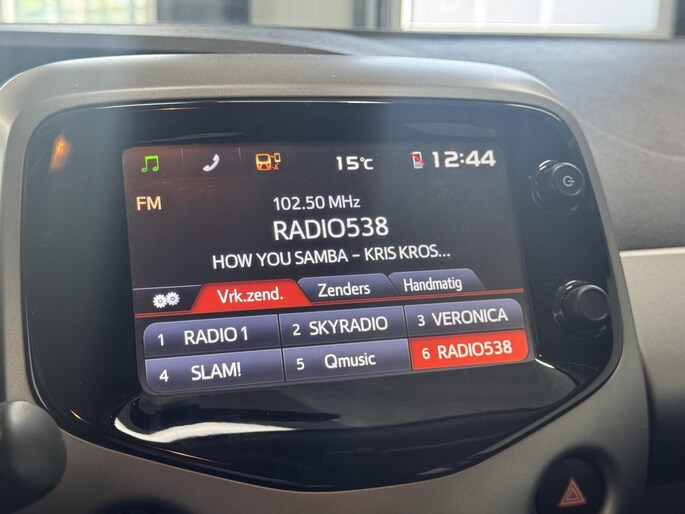 15°C 12:44
FM 102.50 MHz
RADIO538
HOW YOU SAMBA - KRIS KROS...
Vrk.zend. Zenders Handmatig
1 RADIO 1 2 SKYRADIO 3 VERONICA
4 SLAM! 5 Qmusic 6 RADIO538